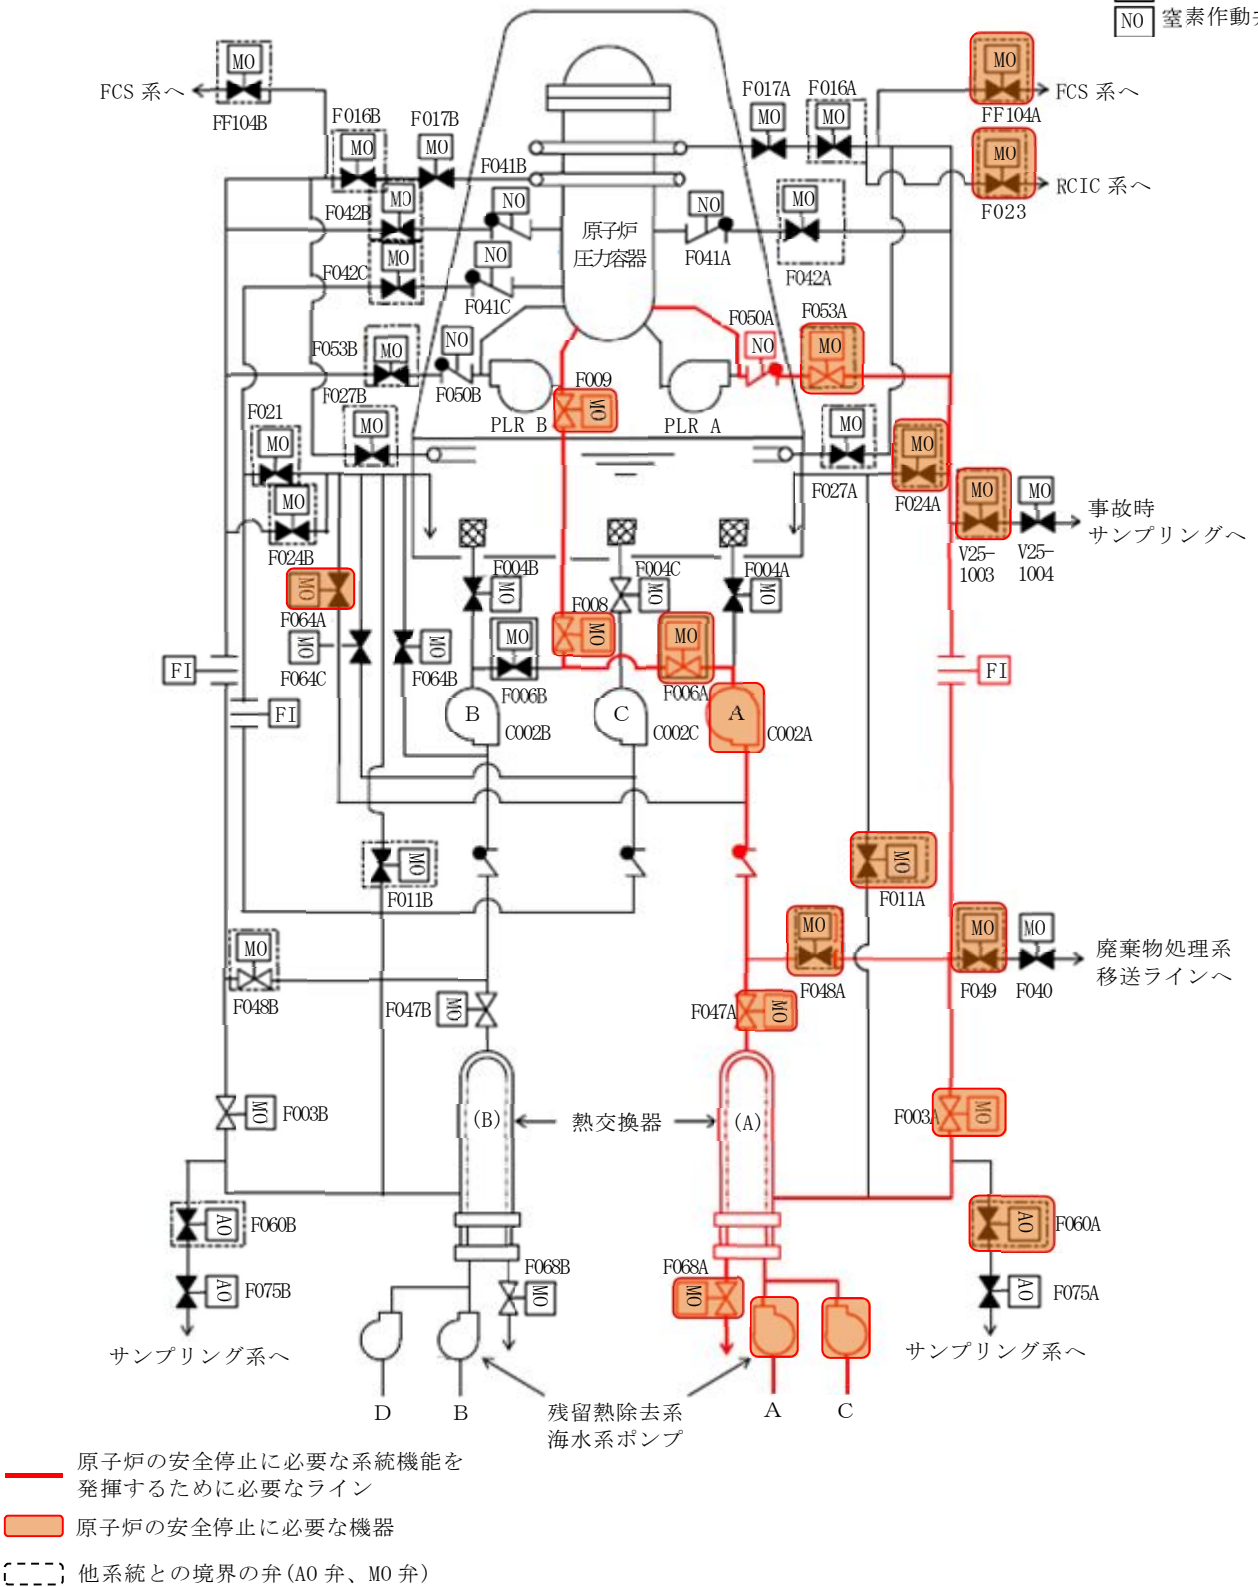 NO 窒素作動弁
MO
FCS 系へ
FF104B
F016B
MO
F017B
MO
F041B
NO
F042B
MO
F042C
MO
NO
F041C
原子炉
圧力容器
F017A
MO
F016A
MO
MO
FCS 系へ
FF104A
MO
RCIC 系へ
F023
NO
F041A
MO
F042A
F053B
MO
NO
F050B
F050A
NO
F053A
MO
PLR B
F009
MO
PLR A
F027B
MO
F021
MO
MO
F024B
MO
F027A
MO
F024A
MO
V25-
1003
MO
V25-
1004
事故時
サンプリングへ
MO
F064A
MO
F064C
MO
F064B
F004B
MO
F004C
MO
F004A
MO
F008
MO
MO
F006B
MO
F006A
FI
FI
FI
B
C002B
C
C002C
A
C002A
MO
F011B
MO
F011A
MO
F048B
F047B
MO
MO
F048A
F047A
MO
MO
F049
MO
F040
廃棄物処理系
移送ラインへ
MO
F003B
(B)
熱交換器
(A)
F003A
MO
AO
F060B
AO
F075B
サンプリング系へ
F068B
MO
F068A
MO
AO
F060A
AO
F075A
サンプリング系へ
D
B
残留熱除去系
海水系ポンプ
A
C
原子炉の安全停止に必要な系統機能を
発揮するために必要なライン
原子炉の安全停止に必要な機器
他系統との境界の弁(AO 弁、MO 弁)